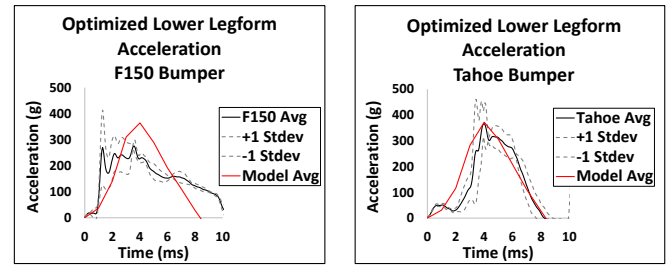 Optimized Lower Legform
Acceleration
F150 Bumper
500
400
300
200
100
0
0
2
4
6
8
10
Acceleration (g)
Time (ms)
F150 Avg
+1 Stdev
-1 Stdev
Model Avg
Optimized Lower Legform
Acceleration
Tahoe Bumper
500
400
300
200
100
0
0
2
4
6
8
10
Acceleration (g)
Time (ms)
Tahoe Avg
+1 Stdev
-1 Stdev
Model Avg